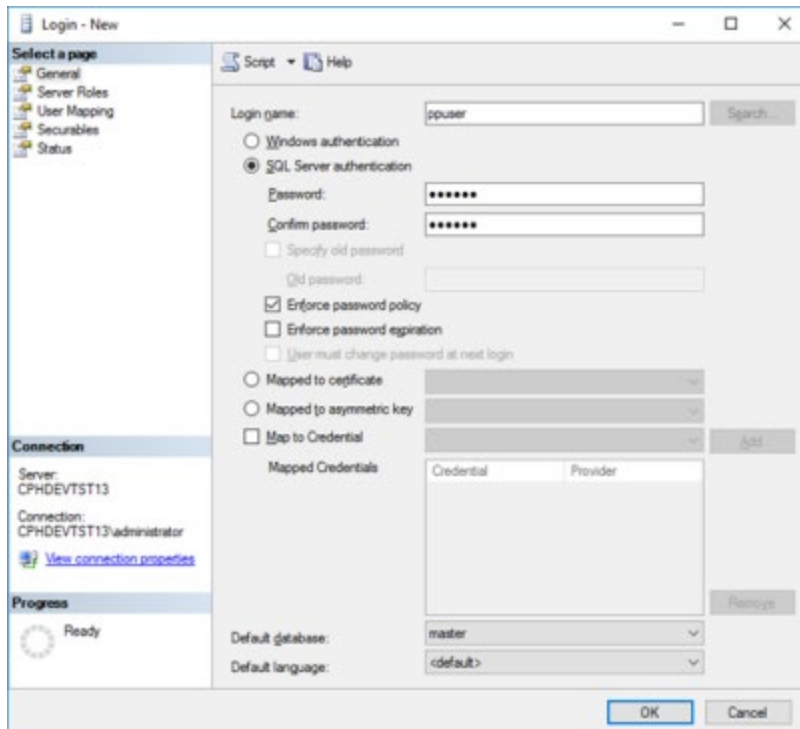 Login - New
Select a page
General
Server Roles
User Mapping
Securables
Status
Script Help
Login name: ppuser Search...
Windows authentication
SQL Server authentication
Password: ••••••
Confirm password: ••••••
Specify old password
Old password:
Enforce password policy
Enforce password expiration
User must change password at next login
Mapped to certificate
Mapped to asymmetric key
Map to Credential Add
Mapped Credentials Credential Provider
Remove
Default database: master
Default language: <default>
Connection
Server:
CPHDEVTST13
Connection:
CPHDEVTST13\administrator
View connection properties
Progress
Ready
OK Cancel